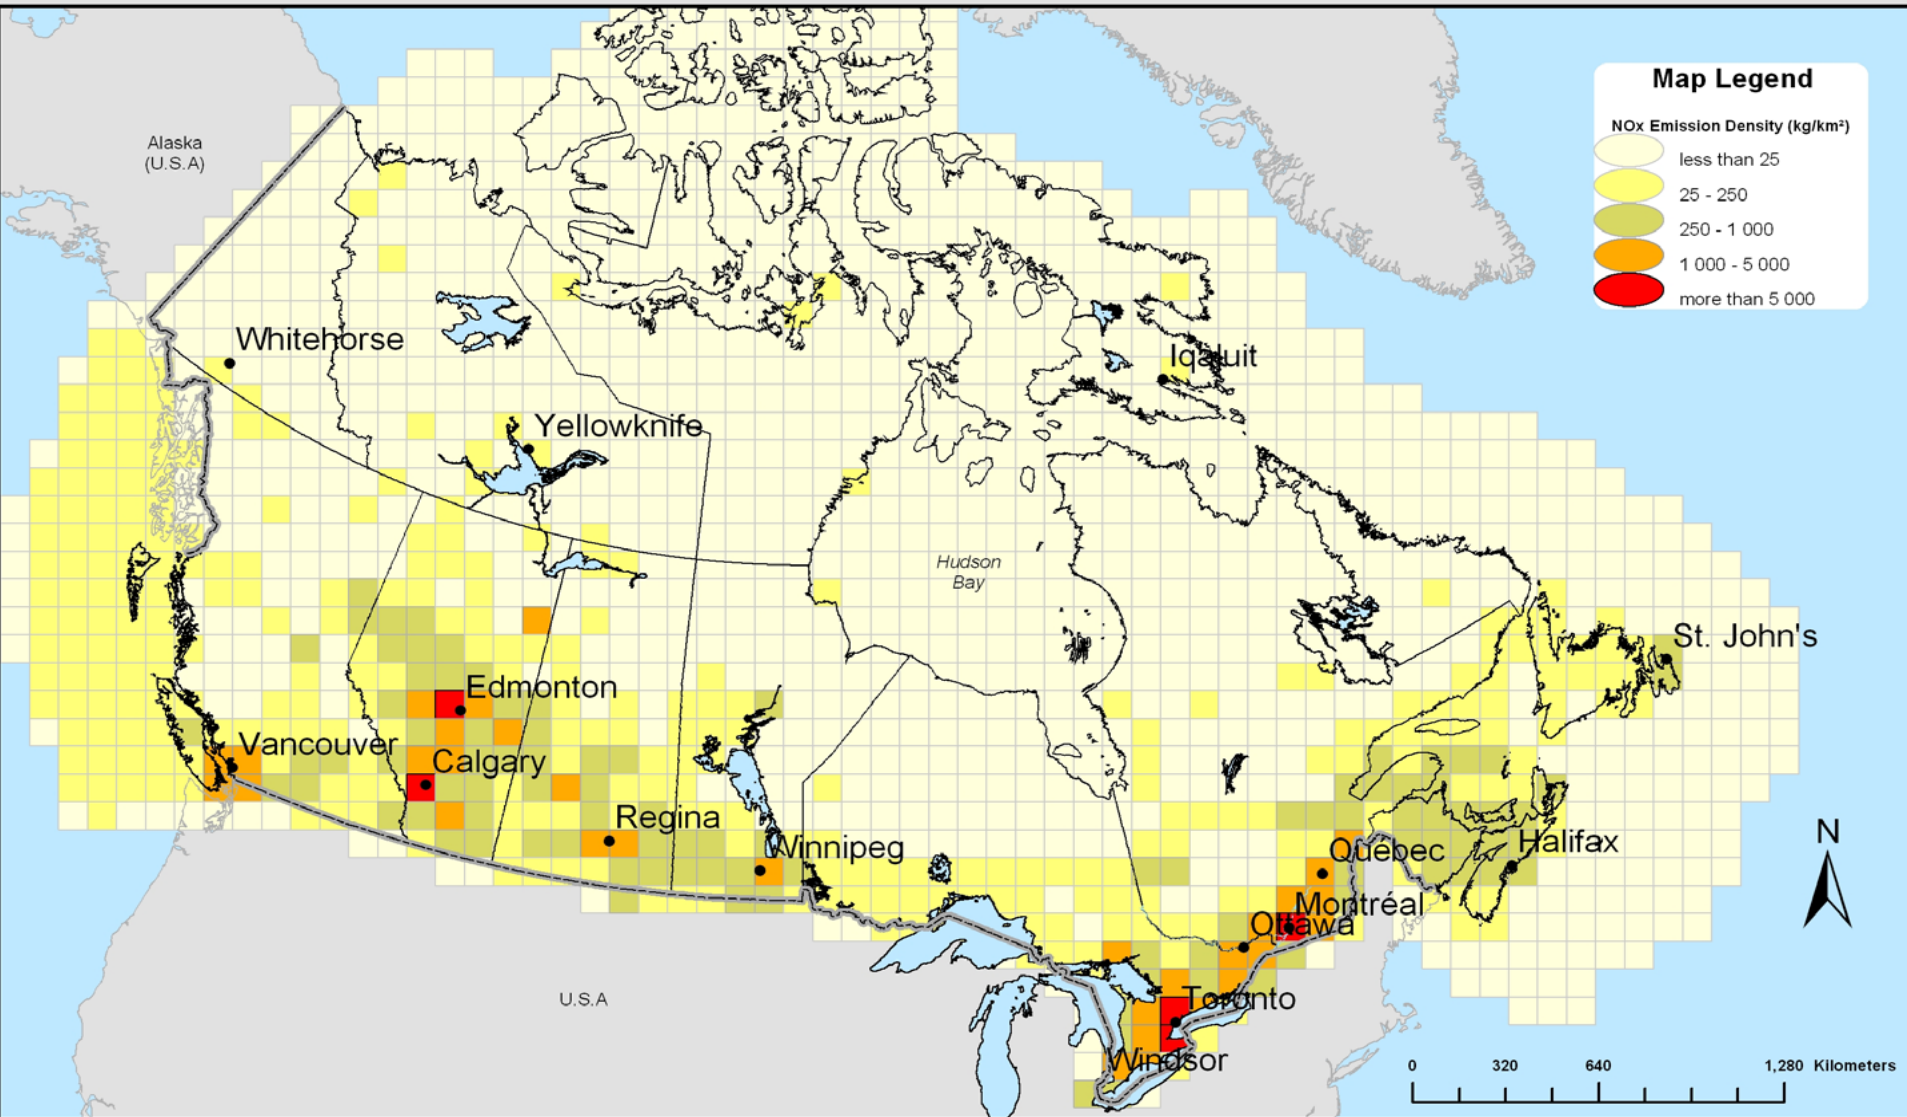 Map Legend
NOx Emission Density (kg/km²)
less than 25
25 - 250
250 - 1 000
1 000 - 5 000
more than 5 000
Alaska
(U.S.A)
Whitehorse
Iqaluit
Yellowknife
Hudson
Bay
St. John's
Edmonton
Vancouver
Calgary
Regina
Winnipeg
Halifax
Québec
Montréal
Ottawa
Toronto
Windsor
U.S.A
N
0 320 640 1,280 Kilometers